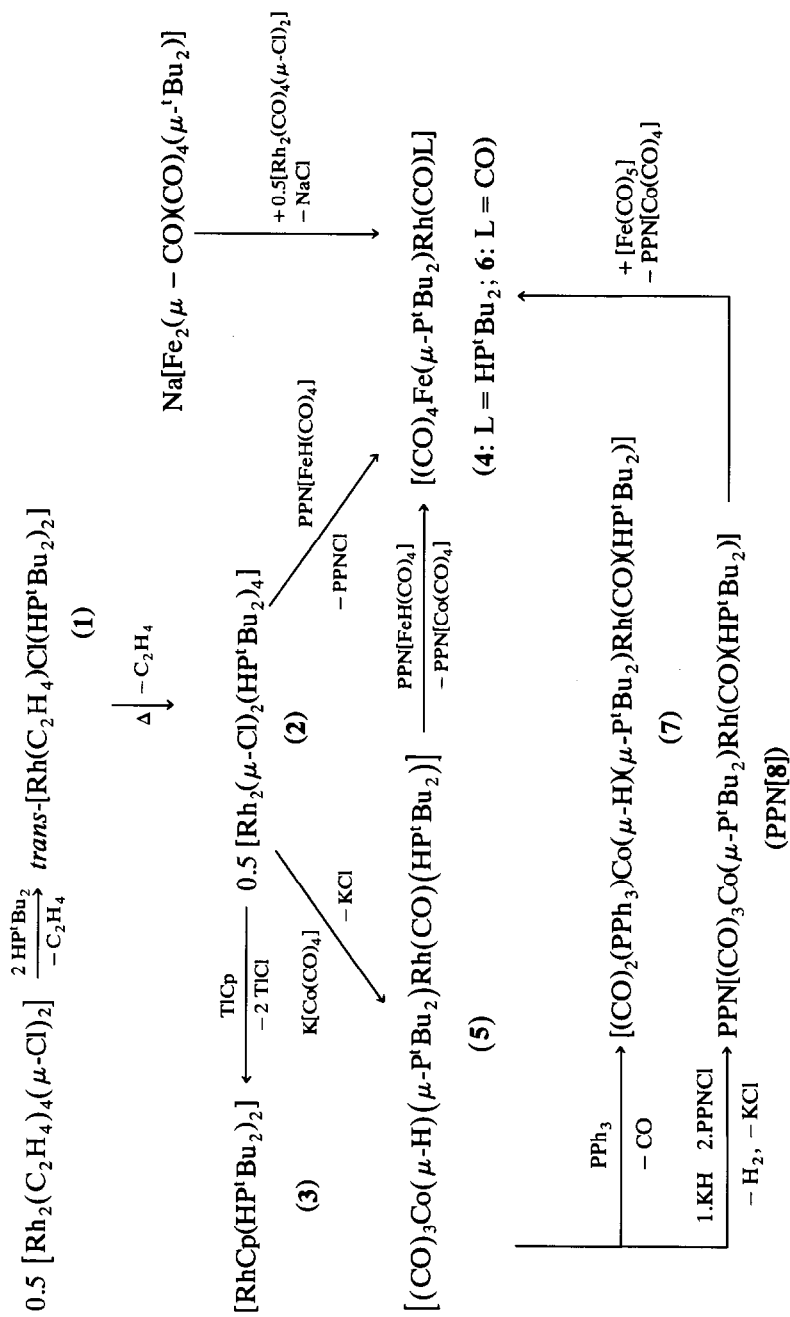 0.5 [Rh₂(C₂H₄)₄(μ-Cl)₂]
2 HPᵗBu₂
−C₂H₄
trans-[Rh(C₂H₄)Cl(HPᵗBu₂)₂]
(1)
Δ
−C₂H₄
0.5 [Rh₂(μ-Cl)₂(HPᵗBu₂)₄]
(2)
TlCp
−2 TlCl
[RhCp(HPᵗBu₂)₂]
(3)
K[Co(CO)₄]
−KCl
PPN[FeH(CO)₄]
−PPNCl
Na[Fe₂(μ − CO)(CO)₄(μ-ᵗBu₂)]
+0.5[Rh₂(CO)₄(μ-Cl)₂]
−NaCl
[(CO)₃Co(μ-H)(μ-PᵗBu₂)Rh(CO)(HPᵗBu₂)]
(5)
PPN[FeH(CO)₄]
−PPN[Co(CO)₄]
[(CO)₄Fe(μ-PᵗBu₂)Rh(CO)L]
(4: L = HPᵗBu₂; 6: L = CO)
PPh₃
−CO
[(CO)₂(PPh₃)Co(μ-H)(μ-PᵗBu₂)Rh(CO)(HPᵗBu₂)]
(7)
1.KH 2.PPNCl
−H₂, −KCl
PPN[(CO)₃Co(μ-PᵗBu₂)Rh(CO)(HPᵗBu₂)]
(PPN[8])
+[Fe(CO)₅]
−PPN[Co(CO)₄]